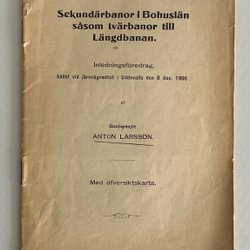 Sekundärbanor i Bohuslän
såsom tvärbanor till
Längdbanan.
Inledningsföredrag,
hållet vid järnvägsmötet i Uddevalla den 8 dec. 1906
af
ANTON LARSSON.
Med öfversiktskarta.